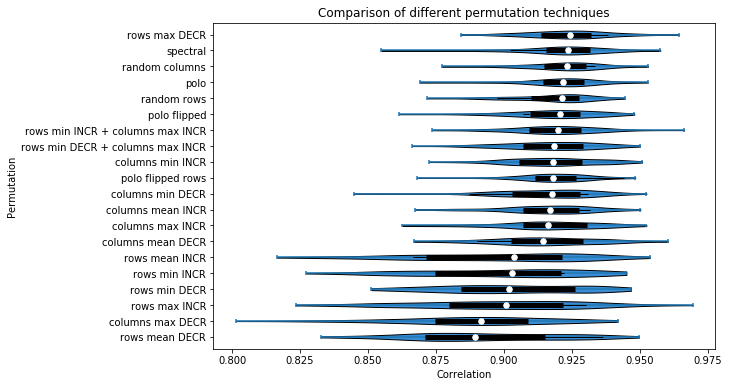 Comparison of different permutation techniques
Permutation
rows max DECR
spectral
random columns
polo
random rows
polo flipped
rows min INCR + columns max INCR
rows min DECR + columns max INCR
columns min INCR
polo flipped rows
columns min DECR
columns mean INCR
columns max INCR
columns mean DECR
rows mean INCR
rows min INCR
rows min DECR
rows max INCR
columns max DECR
rows mean DECR
0.800 0.825 0.850 0.875 0.900 0.925 0.950 0.975
Correlation